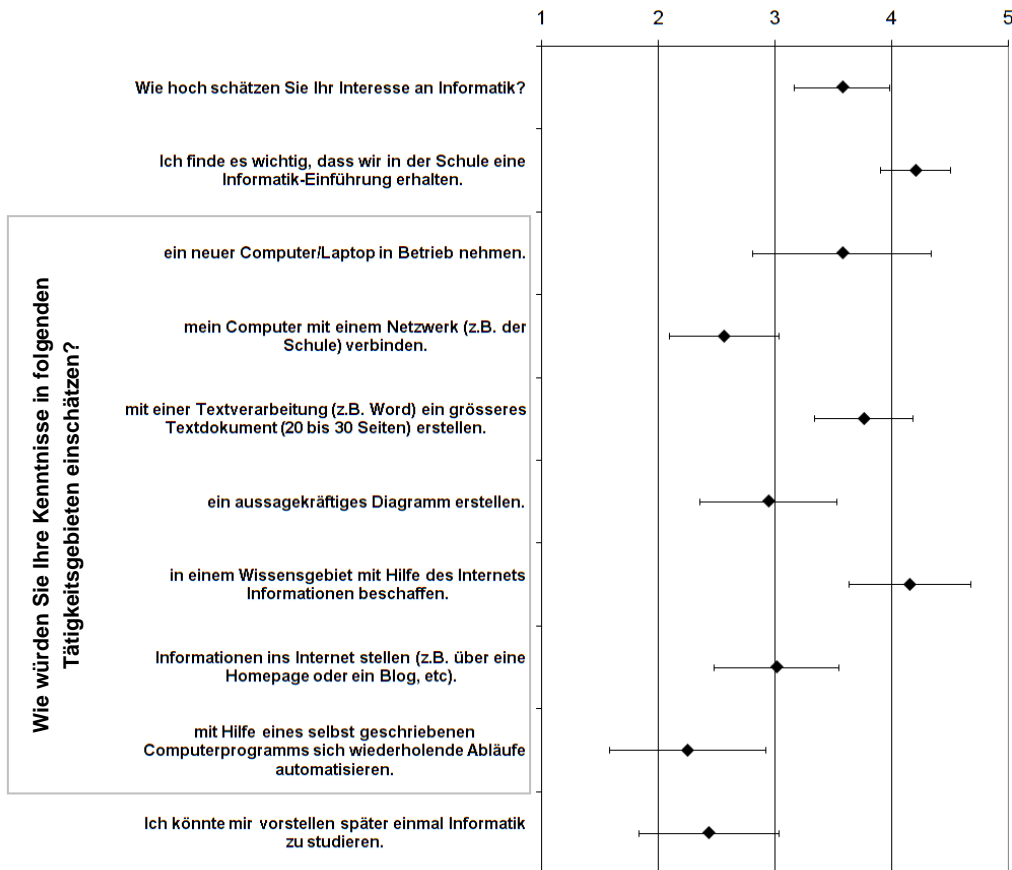 1 2 3 4 5
Wie hoch schätzen Sie Ihr Interesse an Informatik?
Ich finde es wichtig, dass wir in der Schule eine
Informatik-Einführung erhalten.
Wie würden Sie Ihre Kenntnisse in folgenden
Tätigkeitsgebieten einschätzen?
ein neuer Computer/Laptop in Betrieb nehmen.
mein Computer mit einem Netzwerk (z.B. der
Schule) verbinden.
mit einer Textverarbeitung (z.B. Word) ein grösseres
Textdokument (20 bis 30 Seiten) erstellen.
ein aussagekräftiges Diagramm erstellen.
in einem Wissensgebiet mit Hilfe des Internets
Informationen beschaffen.
Informationen ins Internet stellen (z.B. über eine
Homepage oder ein Blog, etc).
mit Hilfe eines selbst geschriebenen
Computerprogramms sich wiederholende Abläufe
automatisieren.
Ich könnte mir vorstellen später einmal Informatik
zu studieren.